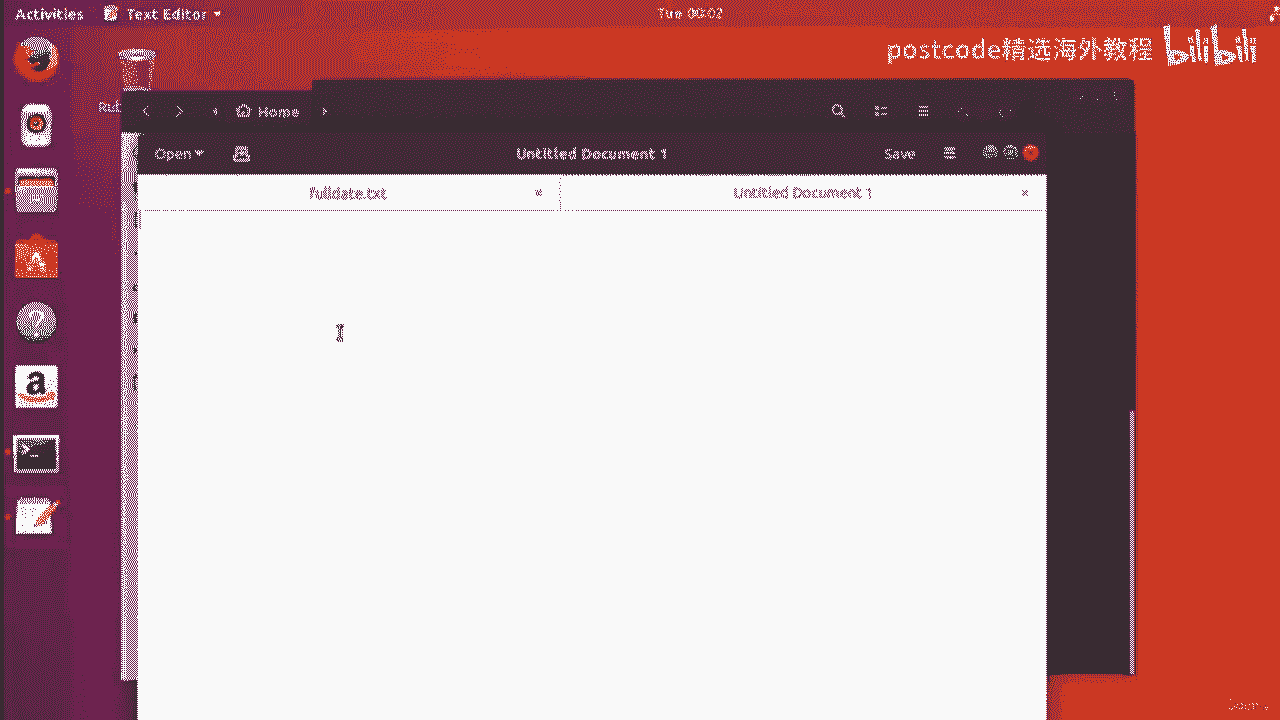 Activities Text Editor Tue 00:02
postcode精选海外教程 bilibili
Home
Open Untitled Document 1 Save
fulldate.txt Untitled Document 1